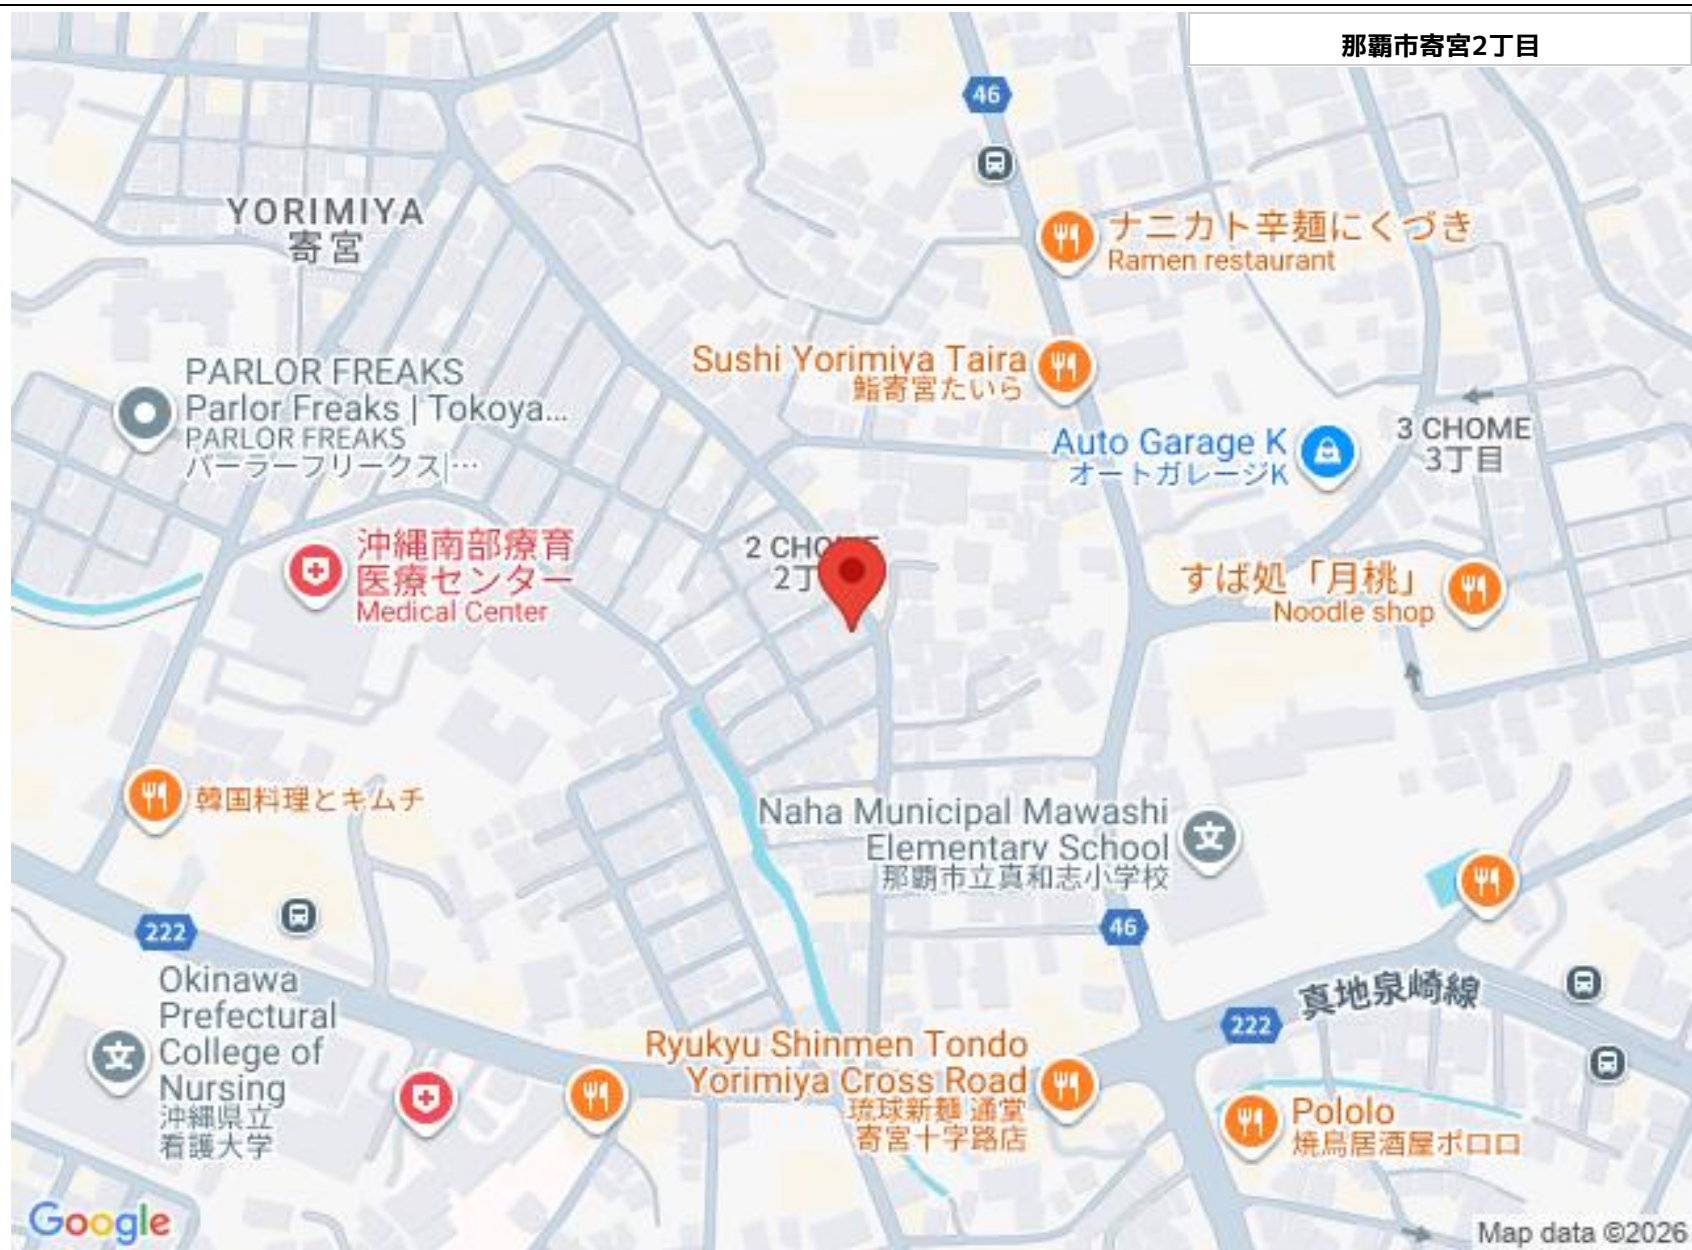 那覇市寄宮2丁目
46
YORIMIYA
寄宮
ナニカト辛麺にくづき
Ramen restaurant
Sushi Yorimiya Taira
鮨寄宮たいら
PARLOR FREAKS
Parlor Freaks | Tokoya...
PARLOR FREAKS
パーラーフリークス|…
Auto Garage K
オートガレージK
3 CHOME
3丁目
沖縄南部療育
医療センター
Medical Center
2 CHOME
2丁
すば処「月桃」
Noodle shop
韓国料理とキムチ
Naha Municipal Mawashi
Elementary School
那覇市立真和志小学校
222
46
Okinawa
Prefectural
College of
Nursing
沖縄県立
看護大学
真地泉崎線
222
Ryukyu Shinmen Tondo
Yorimiya Cross Road
琉球新麺 通堂
寄宮十字路店
Pololo
焼鳥居酒屋ポロロ
Google
Map data ©2026